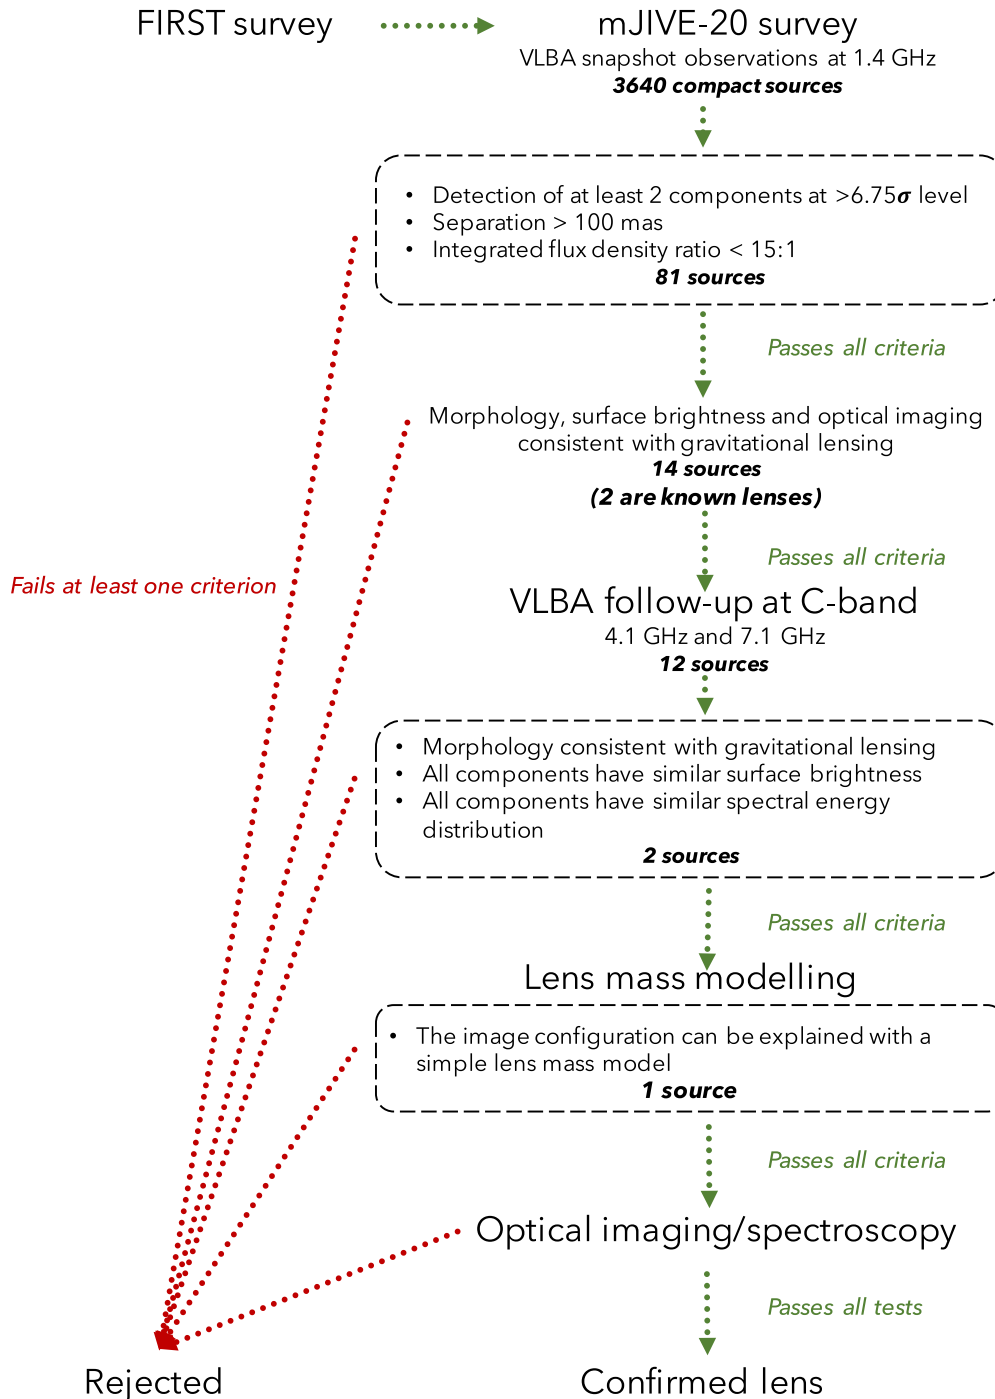 FIRST survey
mJIVE-20 survey
VLBA snapshot observations at 1.4 GHz
3640 compact sources
• Detection of at least 2 components at >6.75σ level
• Separation > 100 mas
• Integrated flux density ratio < 15:1
81 sources
Passes all criteria
Morphology, surface brightness and optical imaging
consistent with gravitational lensing
14 sources
(2 are known lenses)
Passes all criteria
Fails at least one criterion
VLBA follow-up at C-band
4.1 GHz and 7.1 GHz
12 sources
• Morphology consistent with gravitational lensing
• All components have similar surface brightness
• All components have similar spectral energy
distribution
2 sources
Passes all criteria
Lens mass modelling
• The image configuration can be explained with a
simple lens mass model
1 source
Passes all criteria
Optical imaging/spectroscopy
Passes all tests
Rejected
Confirmed lens